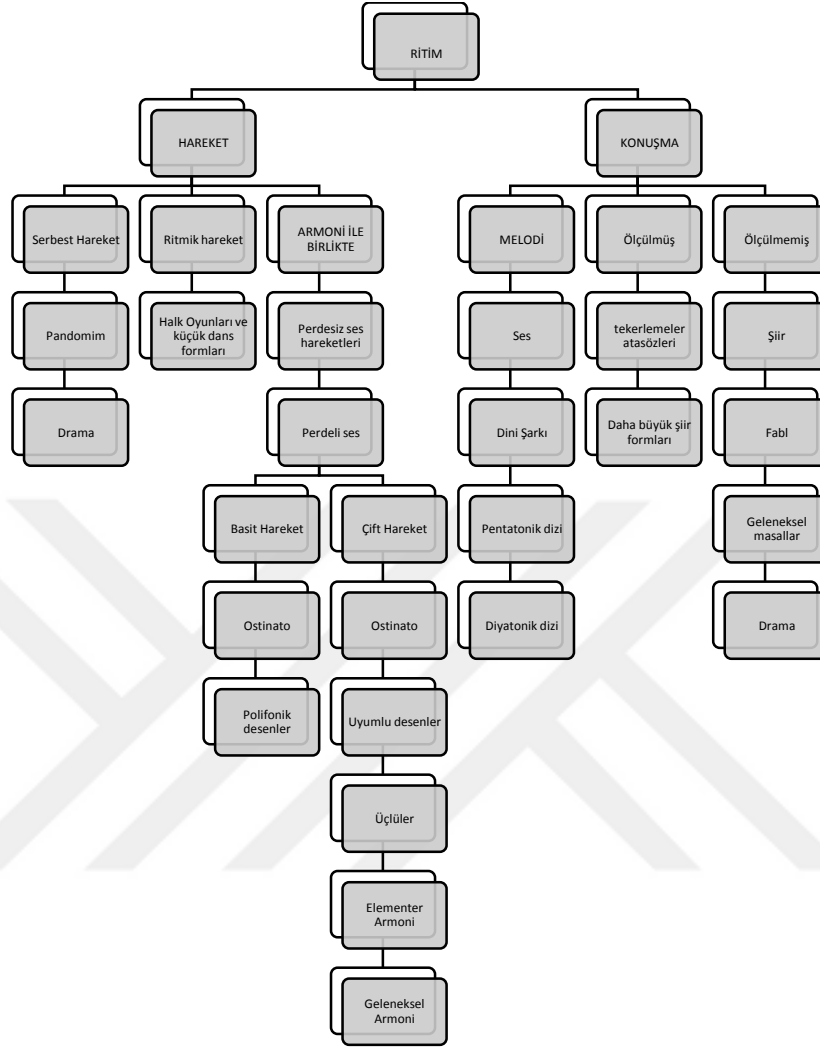 RİTİM
HAREKET
KONUŞMA
Serbest Hareket
Ritmik hareket
ARMONİ İLE
BİRLİKTE
MELODİ
Ölçülmüş
Ölçülmemiş
Pandomim
Halk Oyunları ve
küçük dans
formları
Perdesiz ses
hareketleri
Ses
tekerlemeler
atasözleri
Şiir
Drama
Perdeli ses
Dini Şarkı
Daha büyük şiir
formları
Fabl
Basit Hareket
Çift Hareket
Pentatonik dizi
Geleneksel
masallar
Ostinato
Ostinato
Diyatonik dizi
Drama
Polifonik
desenler
Uyumlu desenler
Üçlüler
Elementer
Armoni
Geleneksel
Armoni